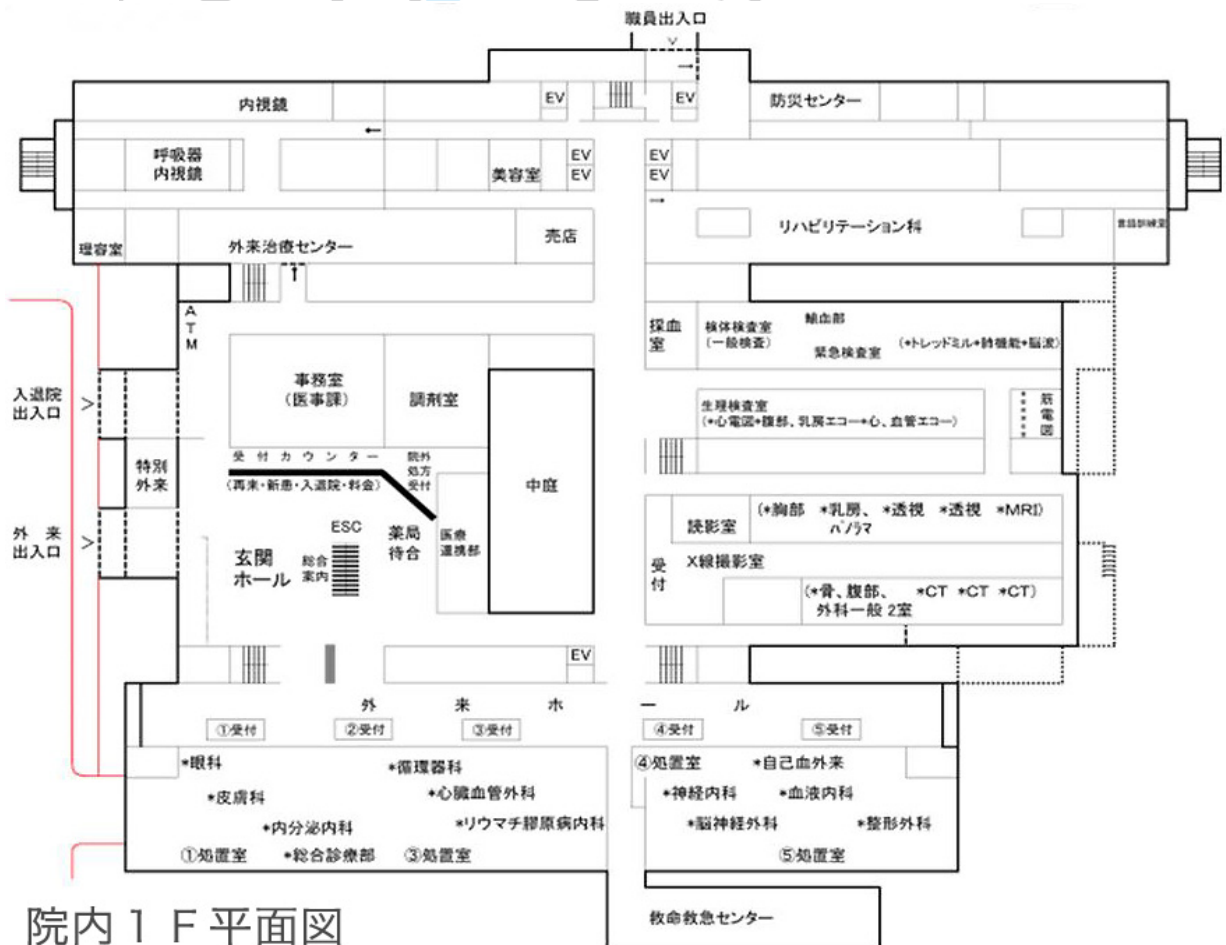 職員出入口
内視鏡
EV
EV
防災センター
呼吸器
内視鏡
美容室
EV
EV
EV
EV
理容室
外来治療センター
売店
リハビリテーション科
言語訓練室
ATM
採血室
検体検査室
(一般検査)
輸血部
緊急検査室
(*トレッドミル*肺機能*脳波)
入退院
出入口
事務室
(医事課)
調剤室
生理検査室
(*心電図*腹部、乳房エコー*心、血管エコー)
筋電図
受付カウンター
(再来・新患・入退院・料金)
院外
処方
受付
特別
外来
中庭
外来
出入口
玄関
ホール
総合
案内
ESC
薬局
待合
医療
連携部
受付
読影室
(*胸部 *乳房、 *透視 *透視 *MRI)
パノラマ
X線撮影室
(*骨、腹部、 *CT *CT *CT)
外科一般 2室
EV
外来ホール
①受付
②受付
③受付
④受付
⑤受付
*眼科
*循環器科
④処置室
*自己血外来
*皮膚科
*心臓血管外科
*神経内科
*血液内科
*内分泌内科
*リウマチ膠原病内科
*脳神経外科
*整形外科
①処置室
*総合診療部
③処置室
⑤処置室
救命救急センター
院内1F平面図